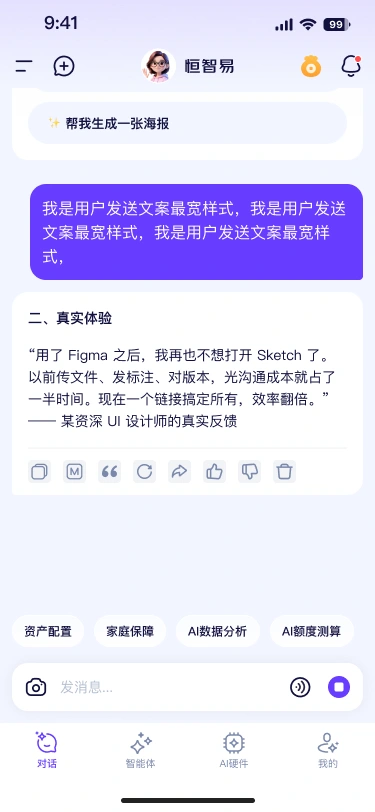 9:41
99
恒智易
✨ 帮我生成一张海报
我是用户发送文案最宽样式，我是用户发送
文案最宽样式，我是用户发送文案最宽样
式，
二、真实体验
“用了 Figma 之后，我再也不想打开 Sketch 了。
以前传文件、发标注、对版本，光沟通成本就占了
一半时间。现在一个链接搞定所有，效率翻倍。”
—— 某资深 UI 设计师的真实反馈
M
资产配置 家庭保障 AI数据分析 AI额度测算
发消息...
对话 智能体 AI硬件 我的